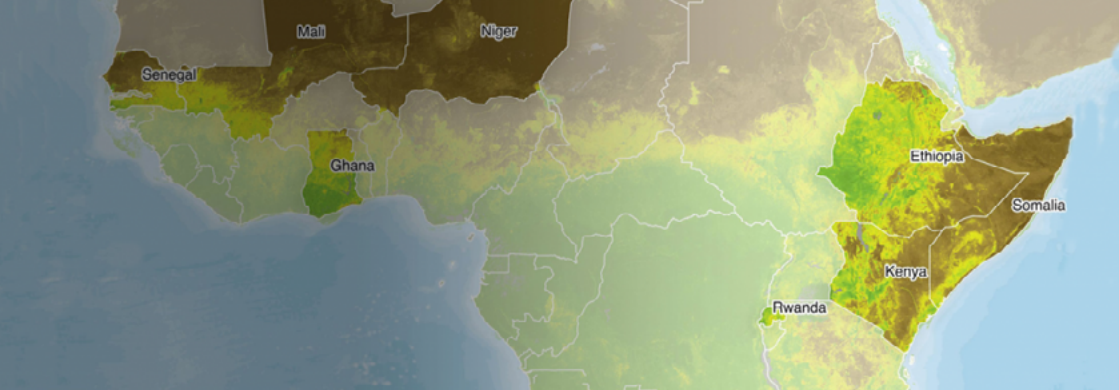 Mali
Niger
Senegal
Ghana
Ethiopia
Somalia
Kenya
Rwanda